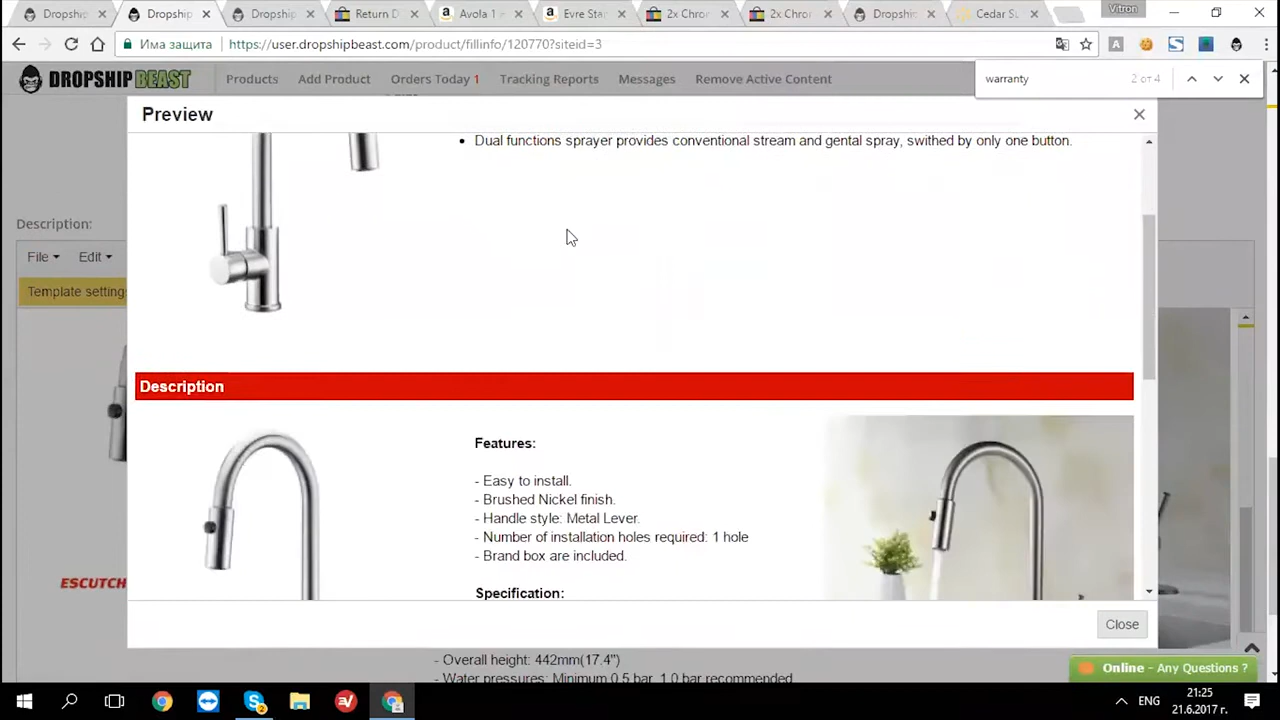 Dropship
Dropship
Dropship
Return D
Avola 1
Evre Sta
2x Chro
2x Chron
Dropship
Cedar Su
Vitron
Има защита
https://user.dropshipbeast.com/product/fillinfo/120770?siteid=3
DROPSHIPBEAST
Products
Add Product
Orders Today 1
Tracking Reports
Messages
Remove Active Content
warranty
2 от 4
Preview
Dual functions sprayer provides conventional stream and gental spray, swithed by only one button.
Description:
File
Edit
Template setting
Description
Features:
- Easy to install.
- Brushed Nickel finish.
- Handle style: Metal Lever.
- Number of installation holes required: 1 hole
- Brand box are included.
ESCUTCH
Specification:
Close
- Overall height: 442mm(17.4")
- Water pressures: Minimum 0.5 bar, 1.0 bar recommended
Online - Any Questions ?
ЕНГ
21:25
21.6.2017 г.